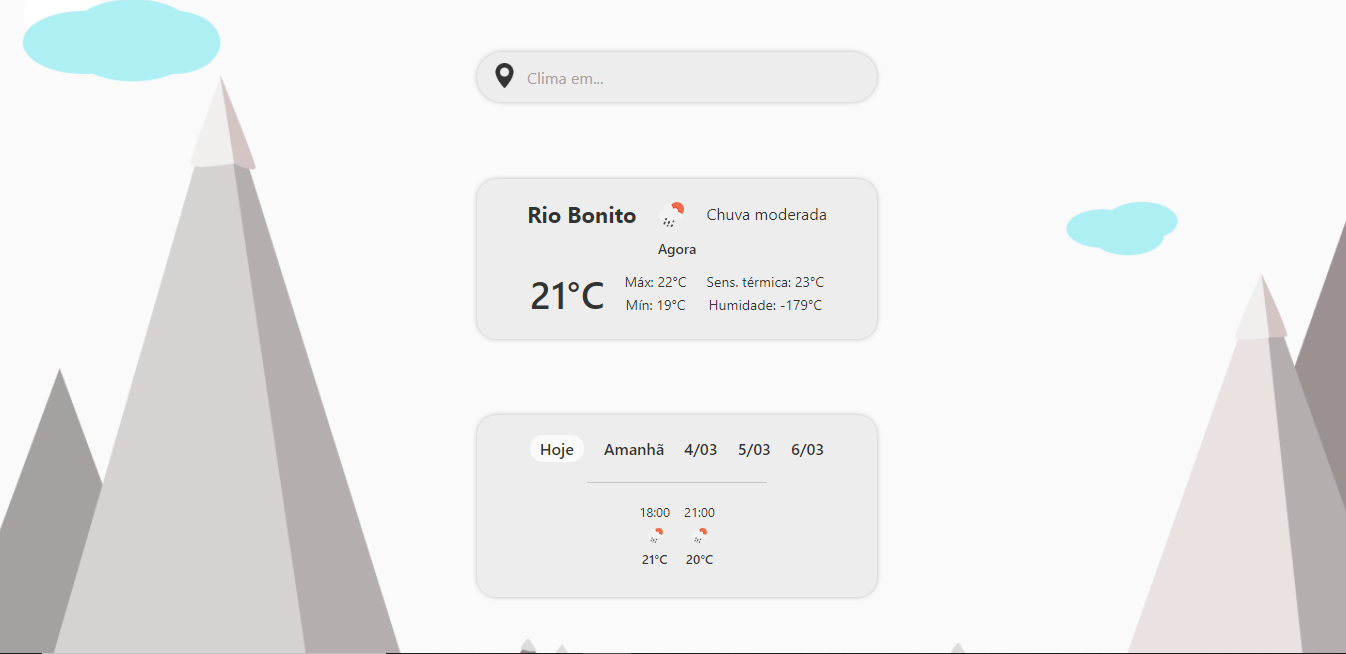 Clima em...
Rio Bonito Chuva moderada
Agora
21°C
Máx: 22°C Sens. térmica: 23°C
Mín: 19°C Humidade: -179°C
Hoje Amanhã 4/03 5/03 6/03
18:00 21:00
21°C 20°C